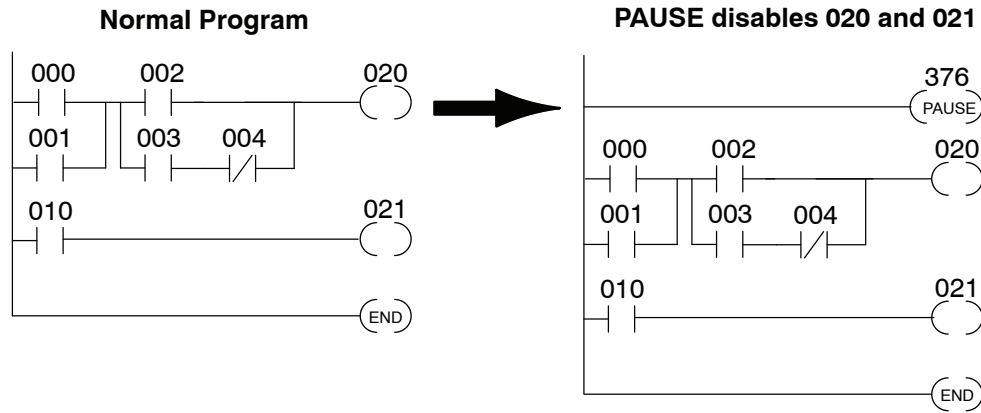 Normal Program
000 002 020
001 003 004
010 021
END
PAUSE disables 020 and 021
376
PAUSE
000 002 020
001 003 004
010 021
END